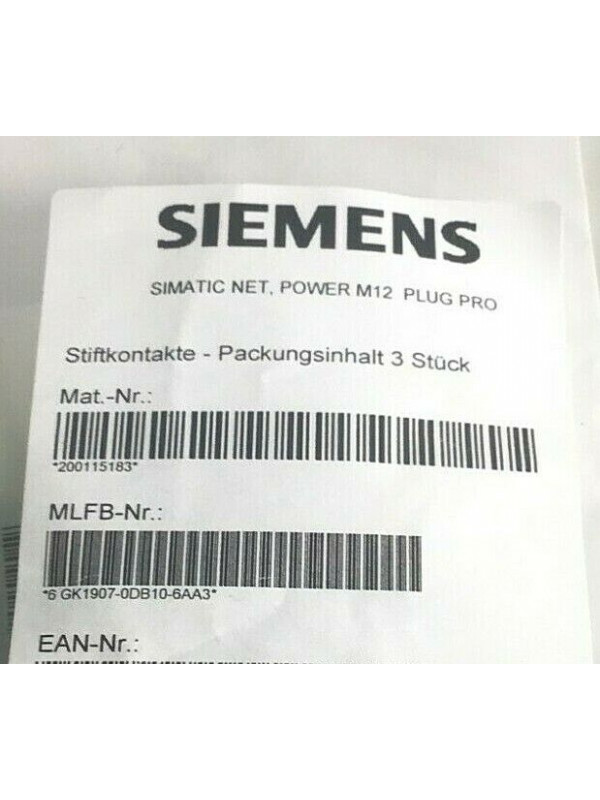 SIEMENS
SIMATIC NET, POWER M12 PLUG PRO
Stiftkontakte - Packungsinhalt 3 Stück
Mat.-Nr.:
*200115183*
MLFB-Nr.:
*6 GK1907-0DB10-6AA3*
EAN-Nr.: